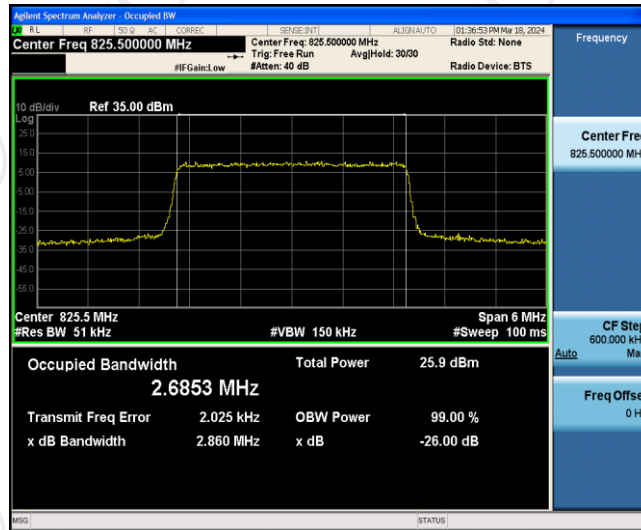 Agilent Spectrum Analyzer - Occupied BW
RL RF 50 Ω AC CORREC SENSE:INT ALIGN AUTO 01:36:53 PM Mar 18, 2024
Center Freq 825.500000 MHz
Center Freq: 825.500000 MHz Radio Std: None
Trig: Free Run Avg|Hold: 30/30
#IFGain:Low #Atten: 40 dB Radio Device: BTS
Frequency
10 dB/div Ref 35.00 dBm
Log
25.0
15.0
5.00
-5.00
-15.0
-25.0
-35.0
-45.0
-55.0
Center Fre
825.500000 MH
Center 825.5 MHz Span 6 MHz
#Res BW 51 kHz #VBW 150 kHz #Sweep 100 ms
CF Step
600.000 kH
Auto Ma
Occupied Bandwidth Total Power 25.9 dBm
2.6853 MHz
Transmit Freq Error 2.025 kHz OBW Power 99.00 %
x dB Bandwidth 2.860 MHz x dB -26.00 dB
Freq Offse
0 H
MSG STATUS